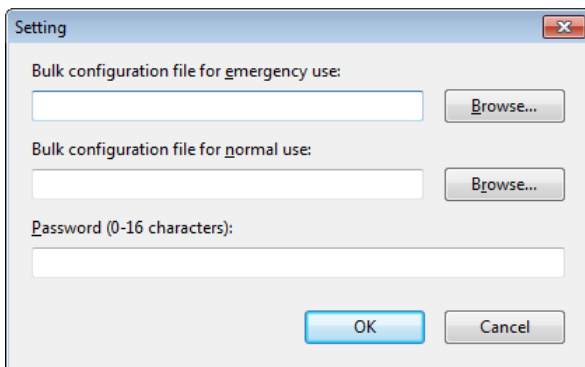 Setting
Bulk configuration file for emergency use:
Browse...
Bulk configuration file for normal use:
Browse...
Password (0-16 characters):
OK
Cancel